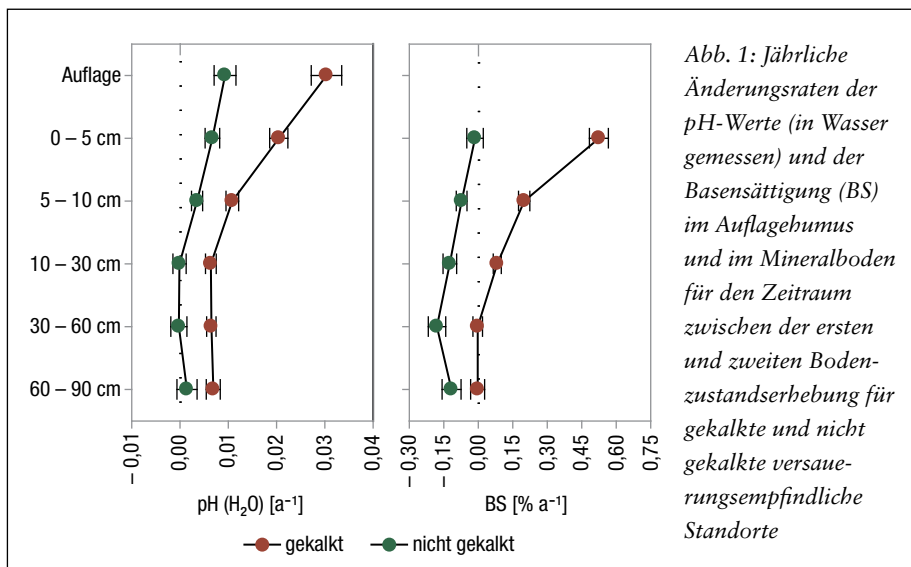 Auflage
0 – 5 cm
5 – 10 cm
10 – 30 cm
30 – 60 cm
60 – 90 cm
– 0,01
0,00
0,01
0,02
0,03
0,04
pH (H₂O) [a⁻¹]
– 0,30
– 0,15
0,00
0,15
0,30
0,45
0,60
0,75
BS [% a⁻¹]
gekalkt
nicht gekalkt
Abb. 1: Jährliche
Änderungsraten der
pH-Werte (in Wasser
gemessen) und der
Basensättigung (BS)
im Auflagehumus
und im Mineralboden
für den Zeitraum
zwischen der ersten
und zweiten Boden-
zustandserhebung für
gekalkte und nicht
gekalkte versaue-
rungsempfindliche
Standorte